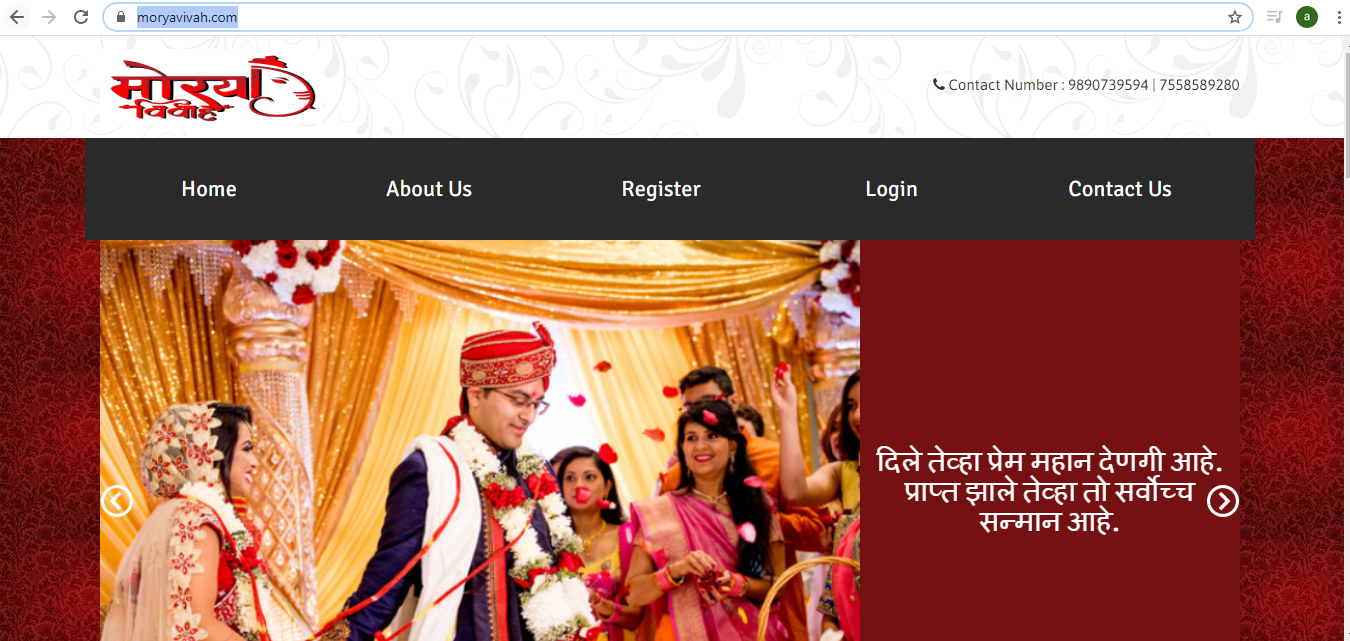 moryavivah.com
a
मोरया
विवाह
Contact Number : 9890739594 | 7558589280
Home About Us Register Login Contact Us
दिले तेव्हा प्रेम महान देणगी आहे.
प्राप्त झाले तेव्हा तो सर्वोच्च
सन्मान आहे.